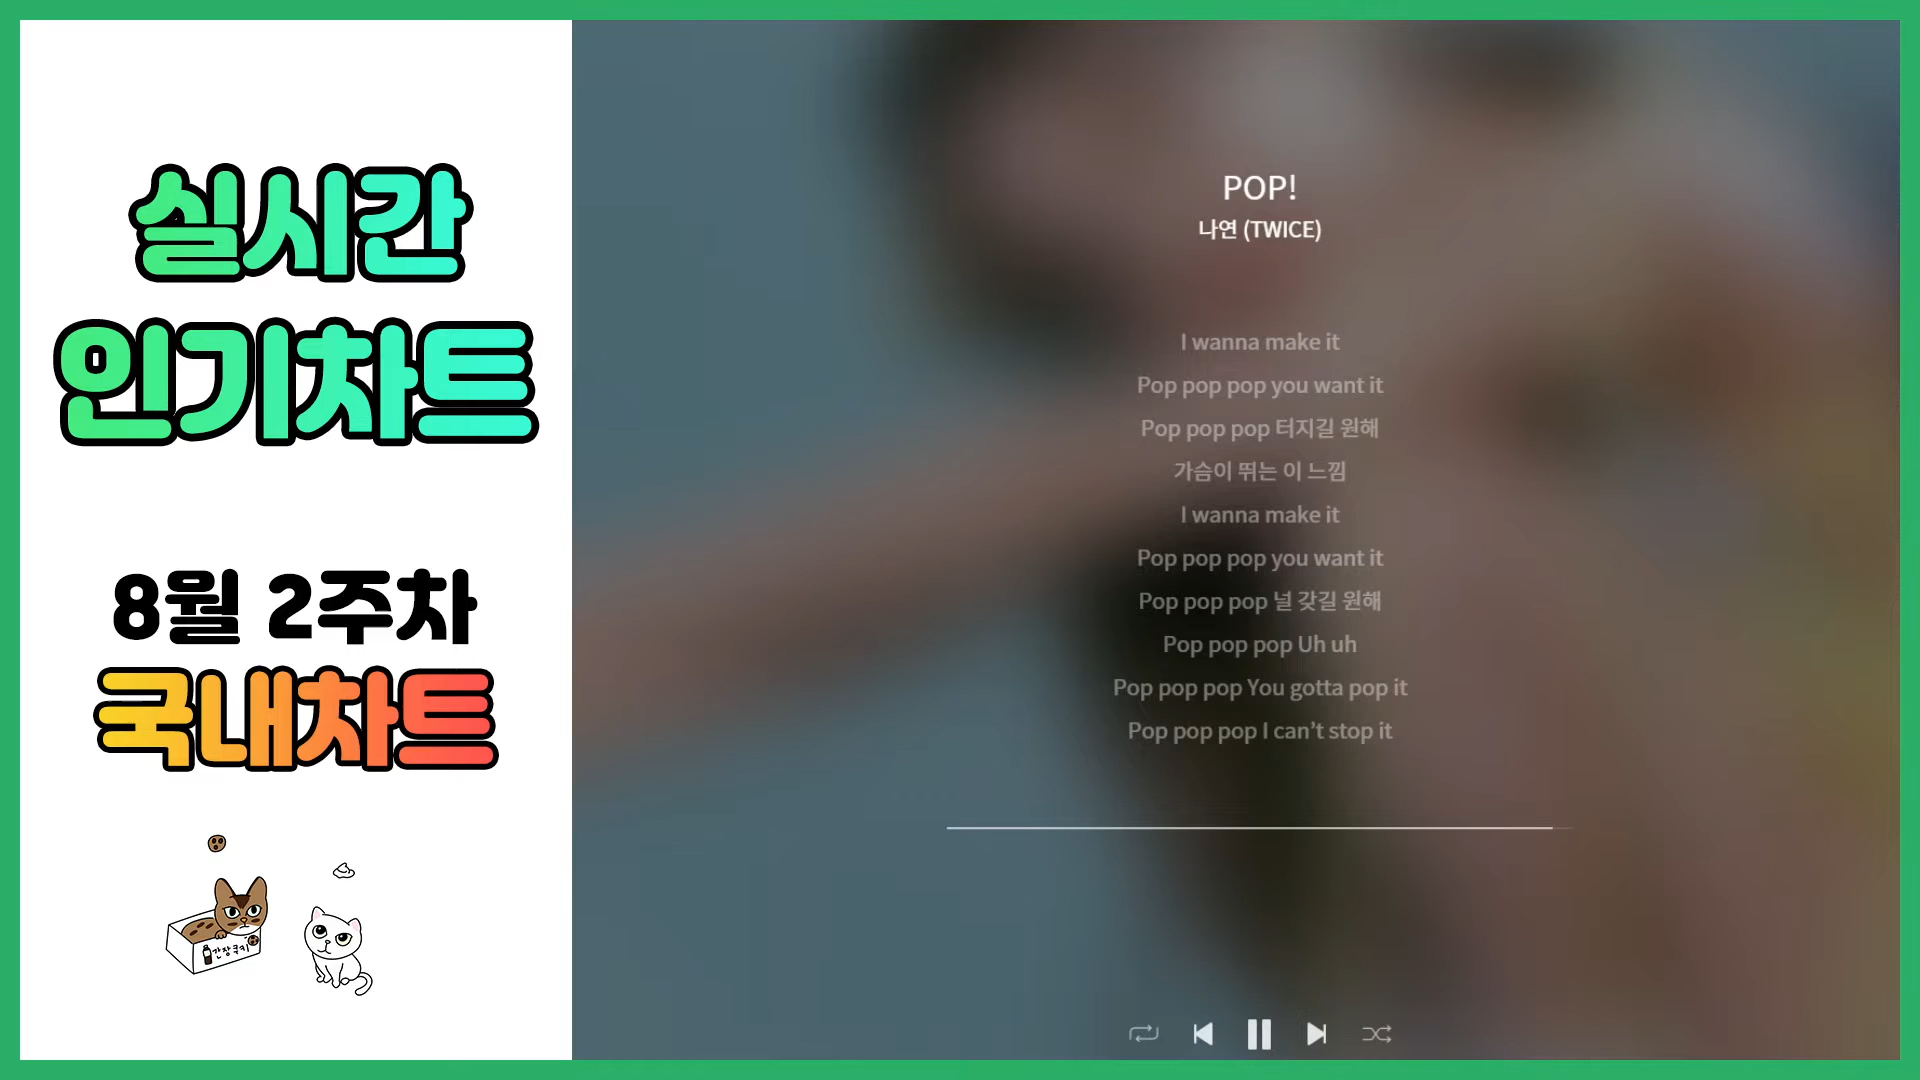 실시간
인기차트
8월 2주차
국내차트
간장쿠키
POP!
나연 (TWICE)
I wanna make it
Pop pop pop you want it
Pop pop pop 터지길 원해
가슴이 뛰는 이 느낌
I wanna make it
Pop pop pop you want it
Pop pop pop 널 갖길 원해
Pop pop pop Uh uh
Pop pop pop You gotta pop it
Pop pop pop I can’t stop it